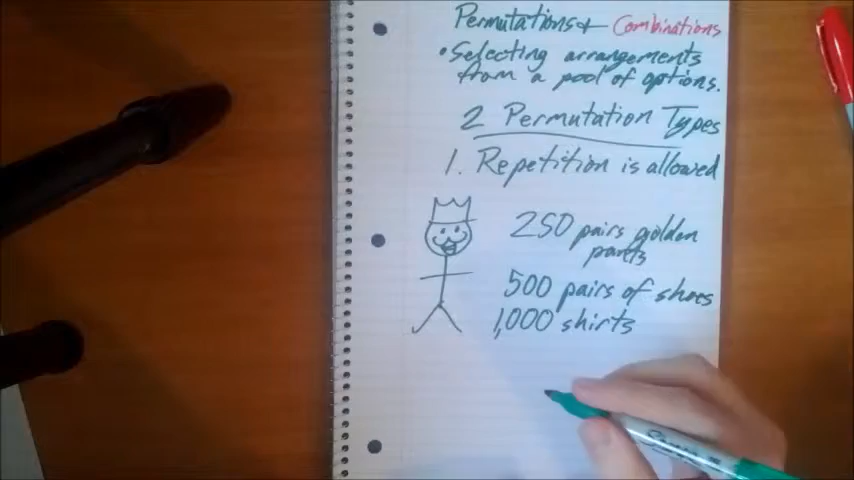 Permutations + Combinations
• Selecting arrangements
from a pool of options.
2 Permutation Types
1. Repetition is allowed
250 pairs golden
pants
500 pairs of shoes
1,000 shirts